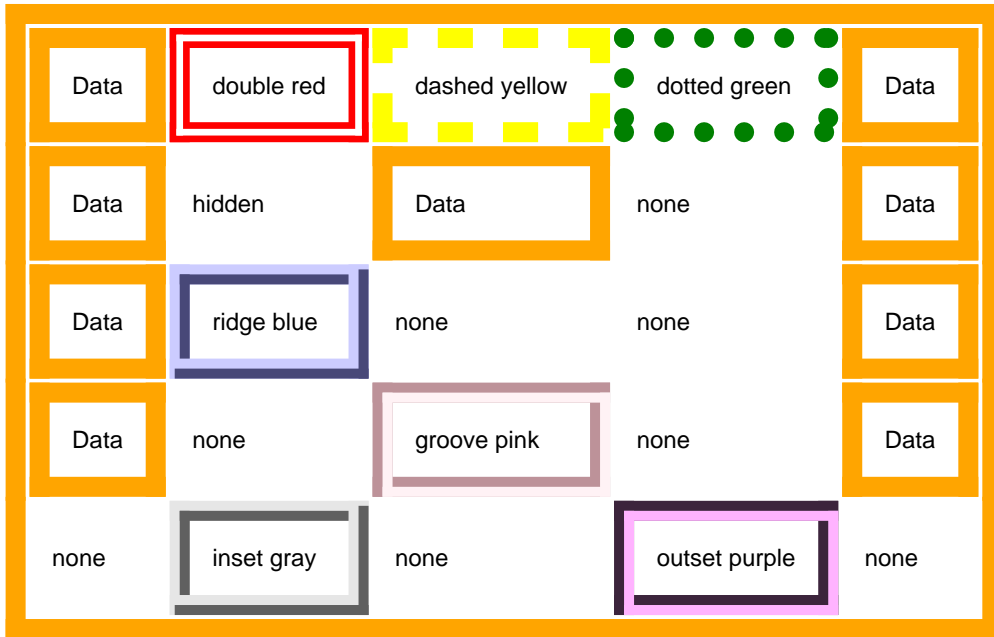 Data double red dashed yellow dotted green Data
Data hidden Data none Data
Data ridge blue none none Data
Data none groove pink none Data
none inset gray none outset purple none